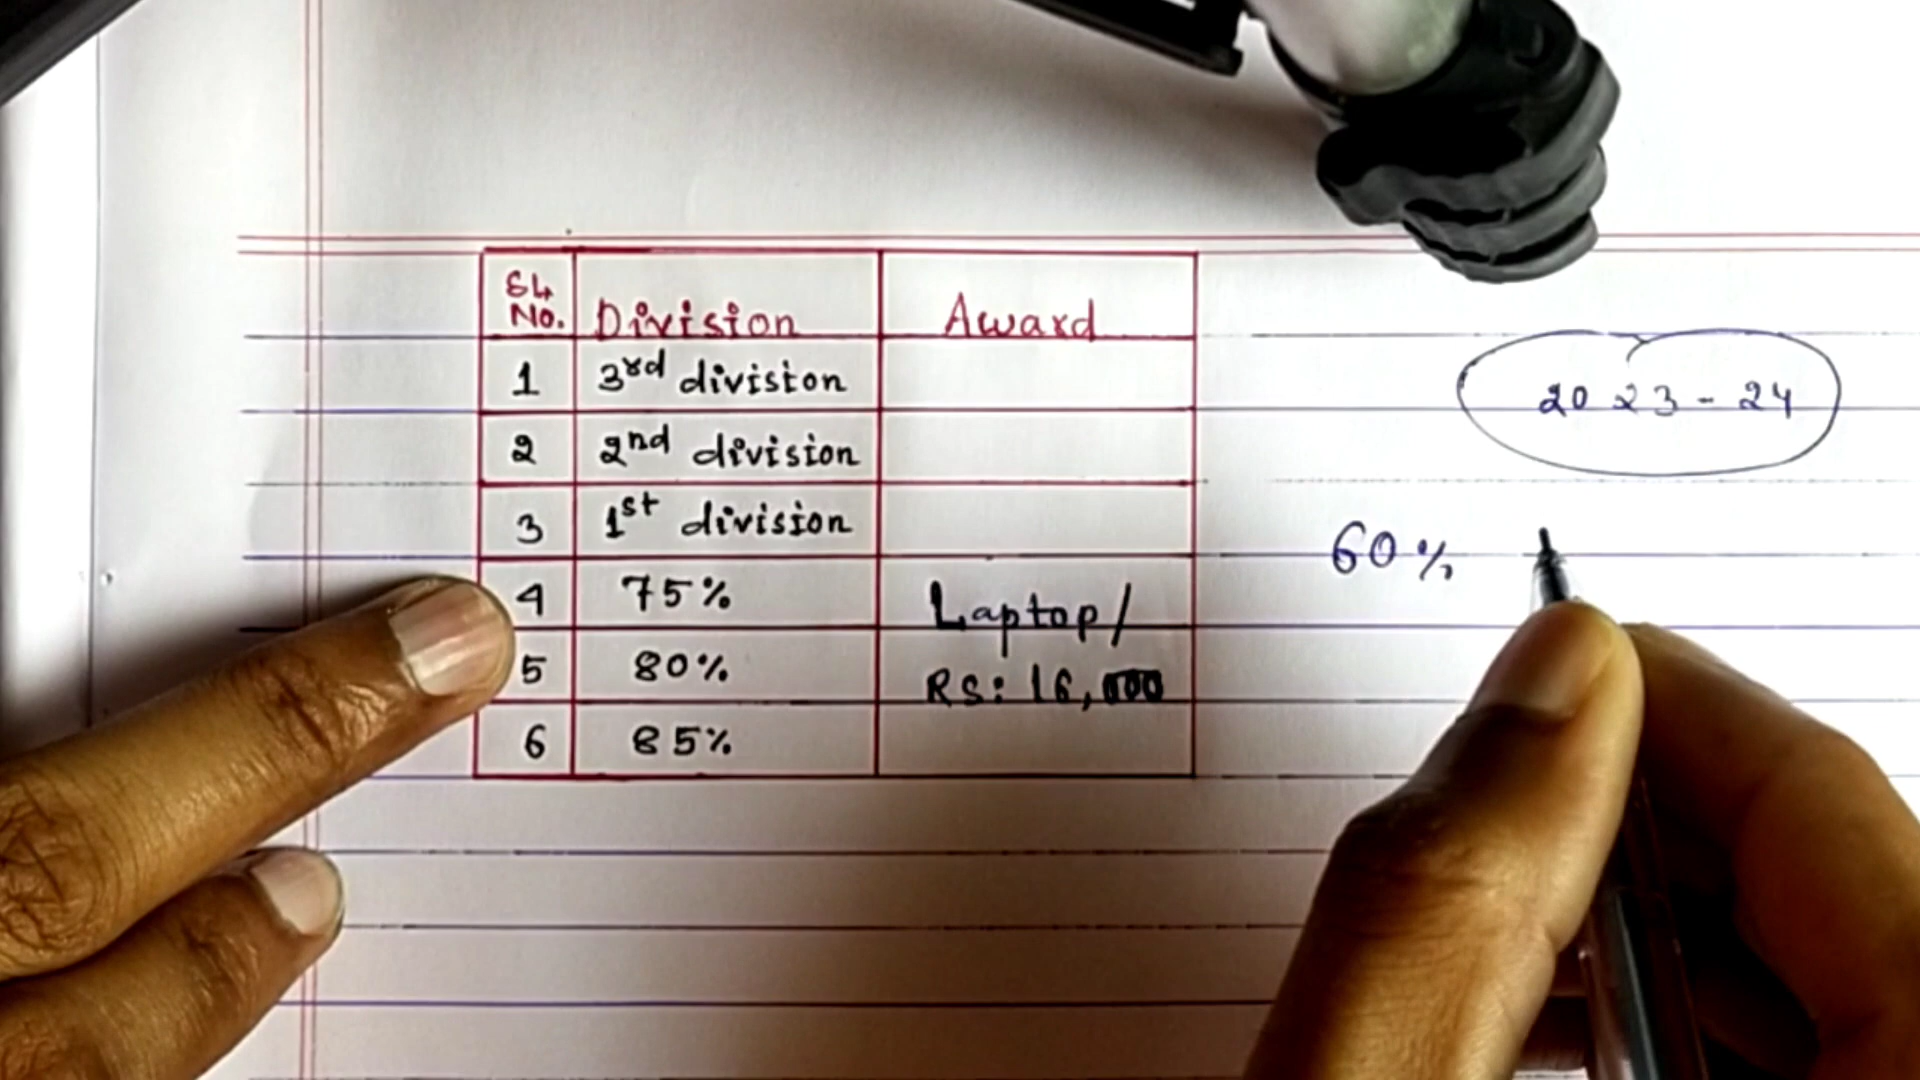 SL
No. Division Award
1 3rd division
2 2nd division
3 1st division
4 75% Laptop/
5 80% RS: 16,000
6 85%
2023-24
60%